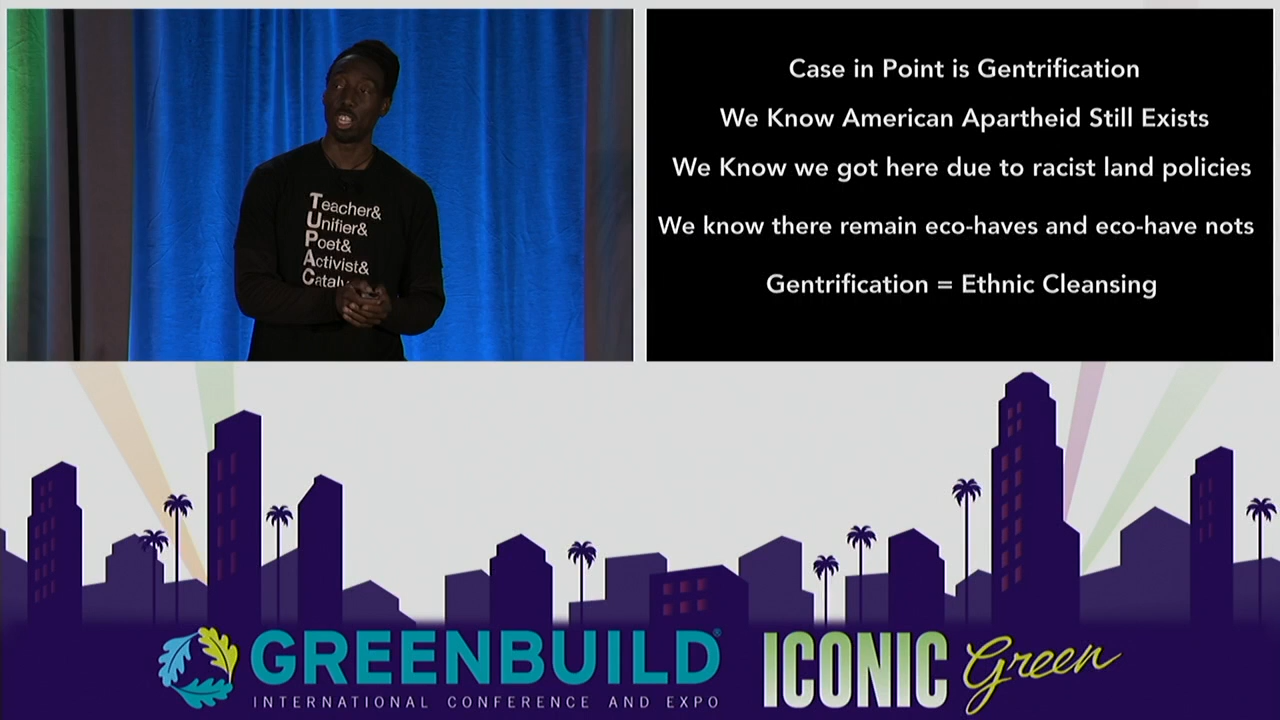 Teacher&
Unifier&
Poet&
Activist&
Case in Point is Gentrification
We Know American Apartheid Still Exists
We Know we got here due to racist land policies
We know there remain eco-haves and eco-have nots
Gentrification = Ethnic Cleansing
GREENBUILD®
INTERNATIONAL CONFERENCE AND EXPO
ICONIC Green